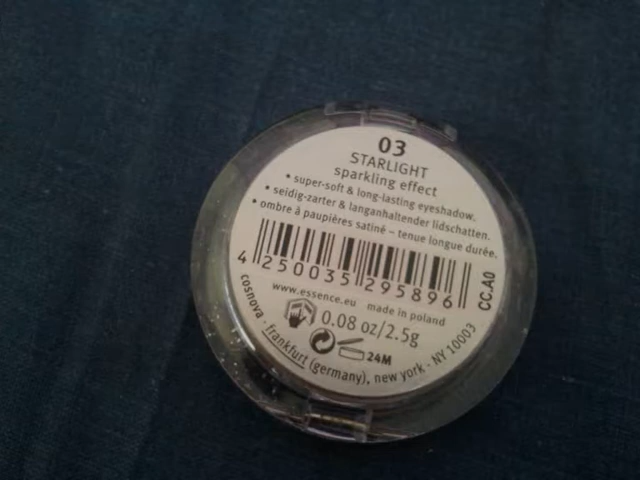 03
STARLIGHT
sparkling effect
• super-soft & long-lasting eyeshadow.
• seidig-zarter & langanhaltender lidschatten.
• ombre à paupières satiné – tenue longue durée.
4 250035 295896
CC.A0
www.essence.eu made in poland
0.08 oz/2.5g
24M
cosnova · frankfurt (germany), new york · NY 10003